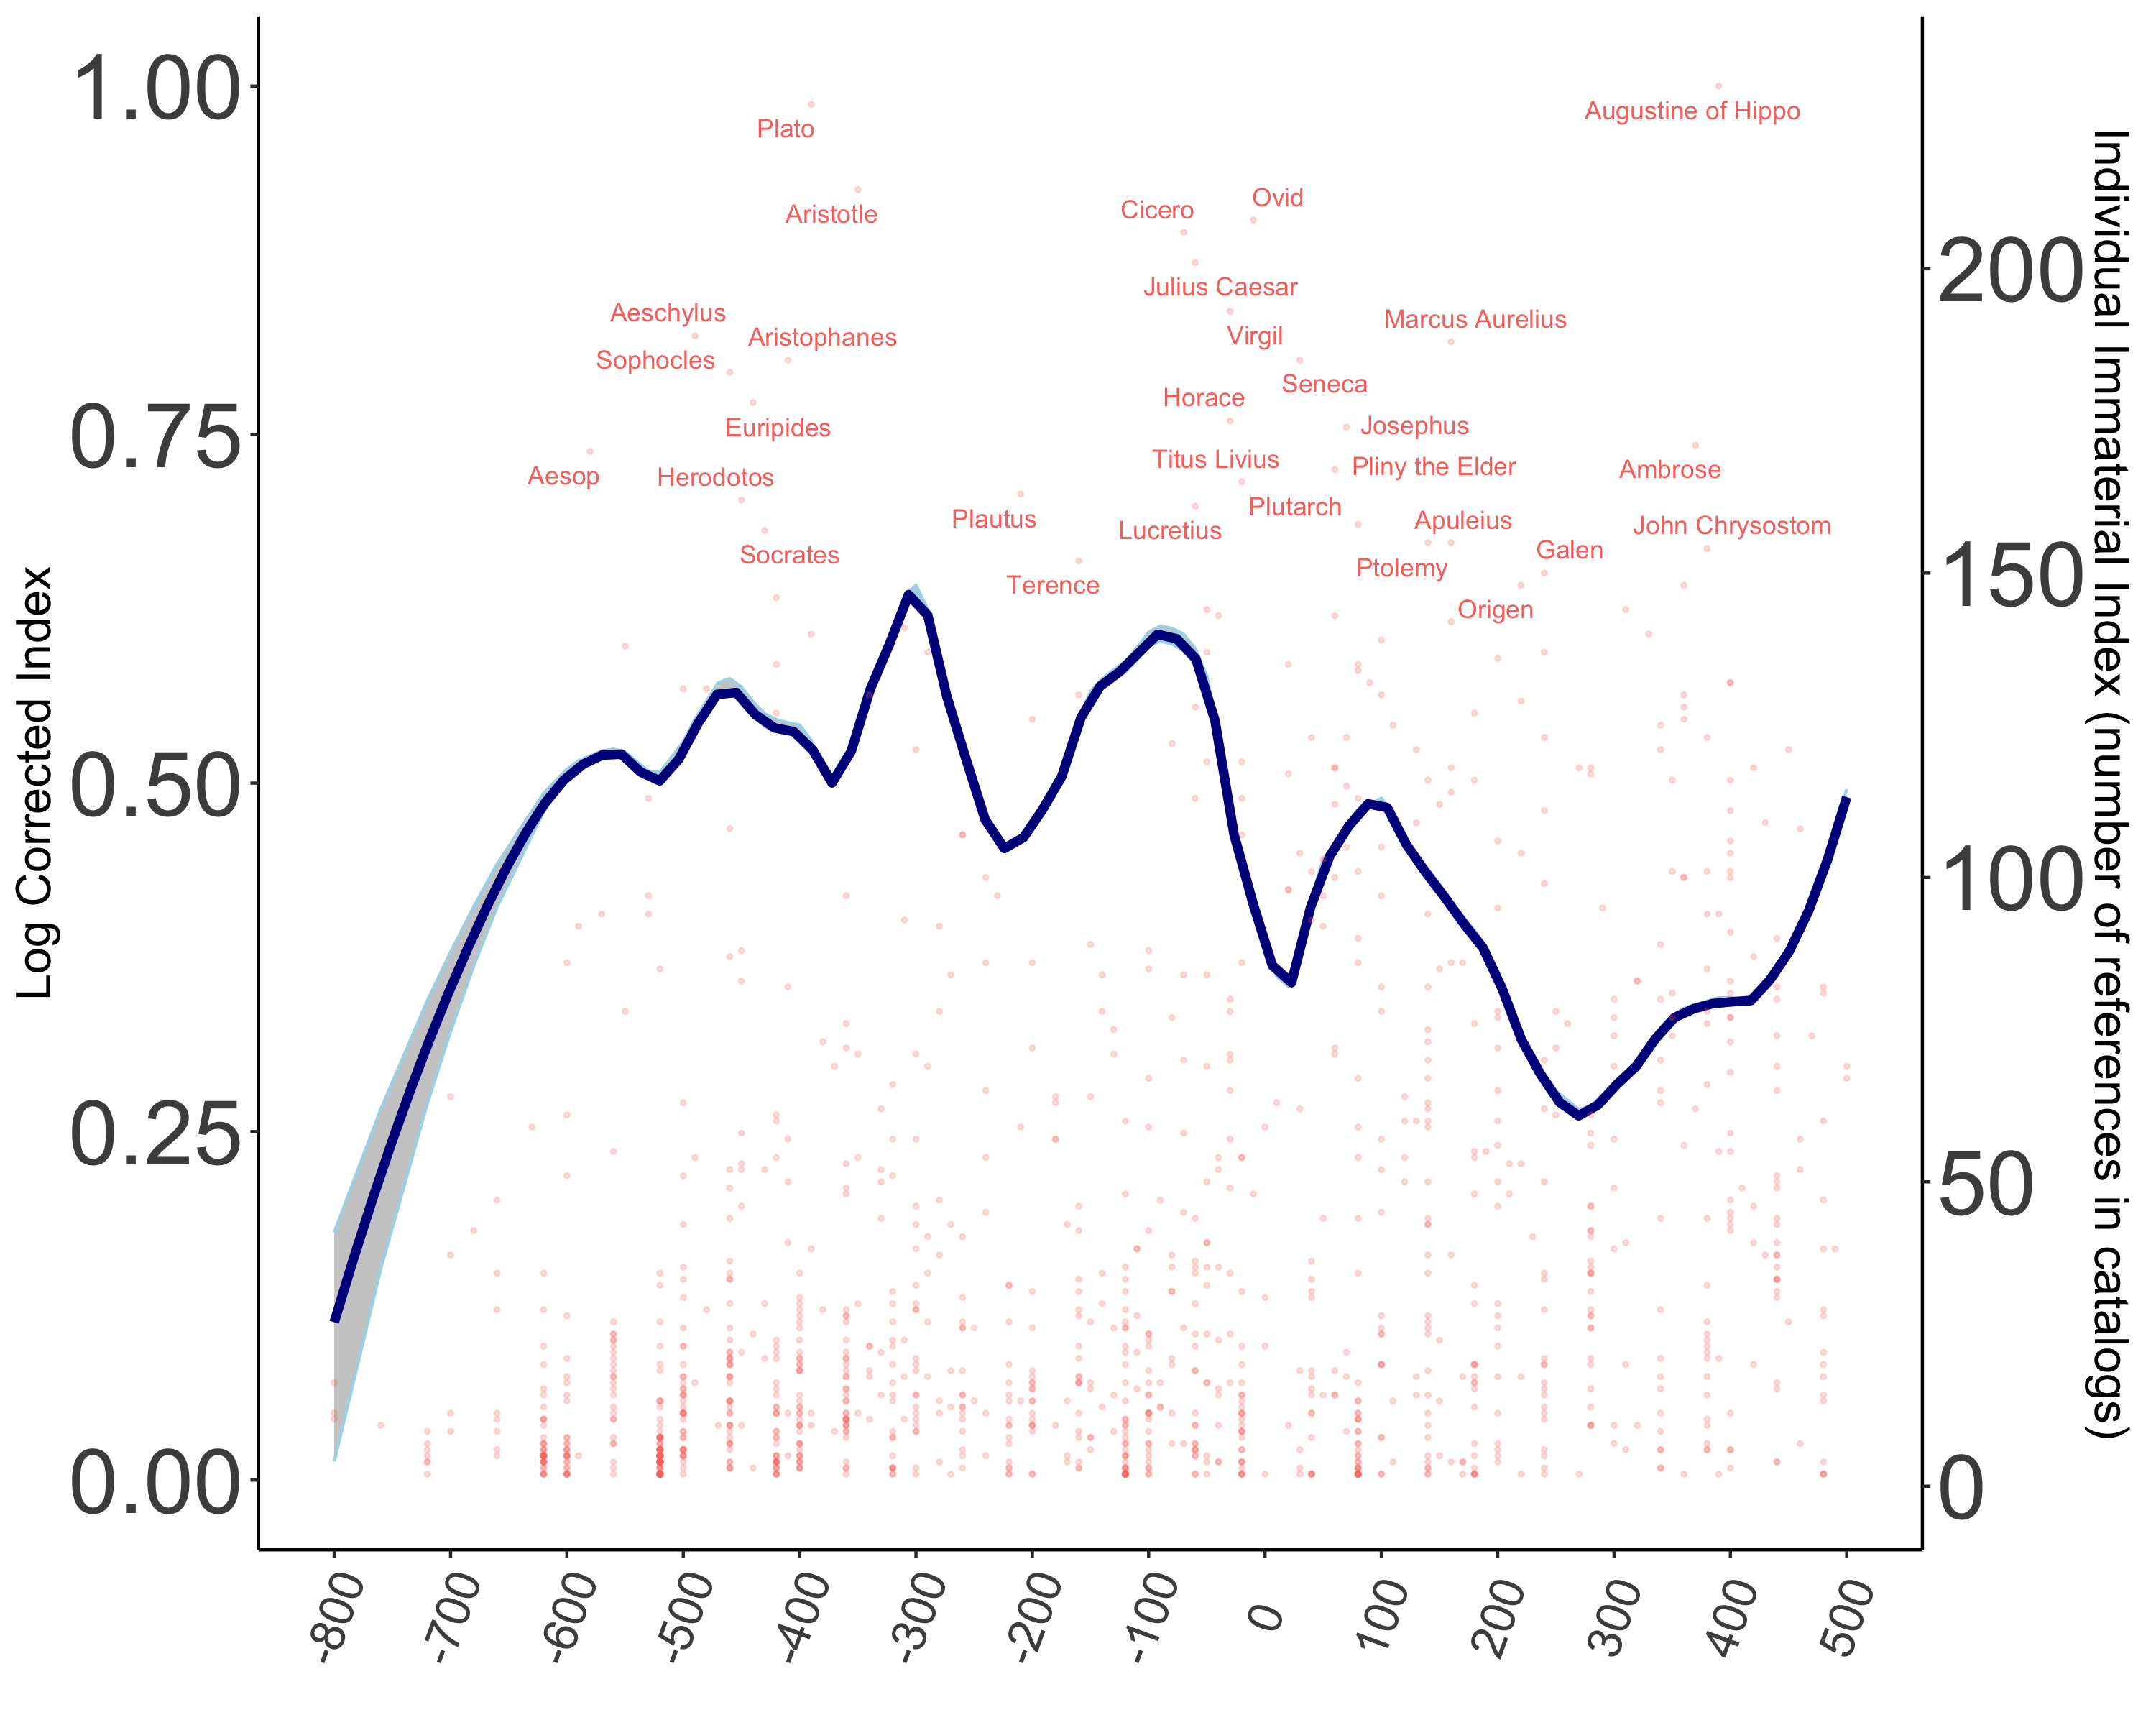 1.00
0.75
0.50
0.25
0.00
Log Corrected Index
Plato
Augustine of Hippo
Aristotle
Cicero
Ovid
Julius Caesar
Aeschylus
Aristophanes
Virgil
Marcus Aurelius
Sophocles
Seneca
Euripides
Horace
Josephus
Aesop
Herodotos
Titus Livius
Pliny the Elder
Ambrose
Plautus
Lucretius
Plutarch
Apuleius
John Chrysostom
Socrates
Galen
Terence
Ptolemy
Origen
200
150
100
50
0
Individual Immaterial Index (number of references in catalogs)
-800
-700
-600
-500
-400
-300
-200
-100
0
100
200
300
400
500